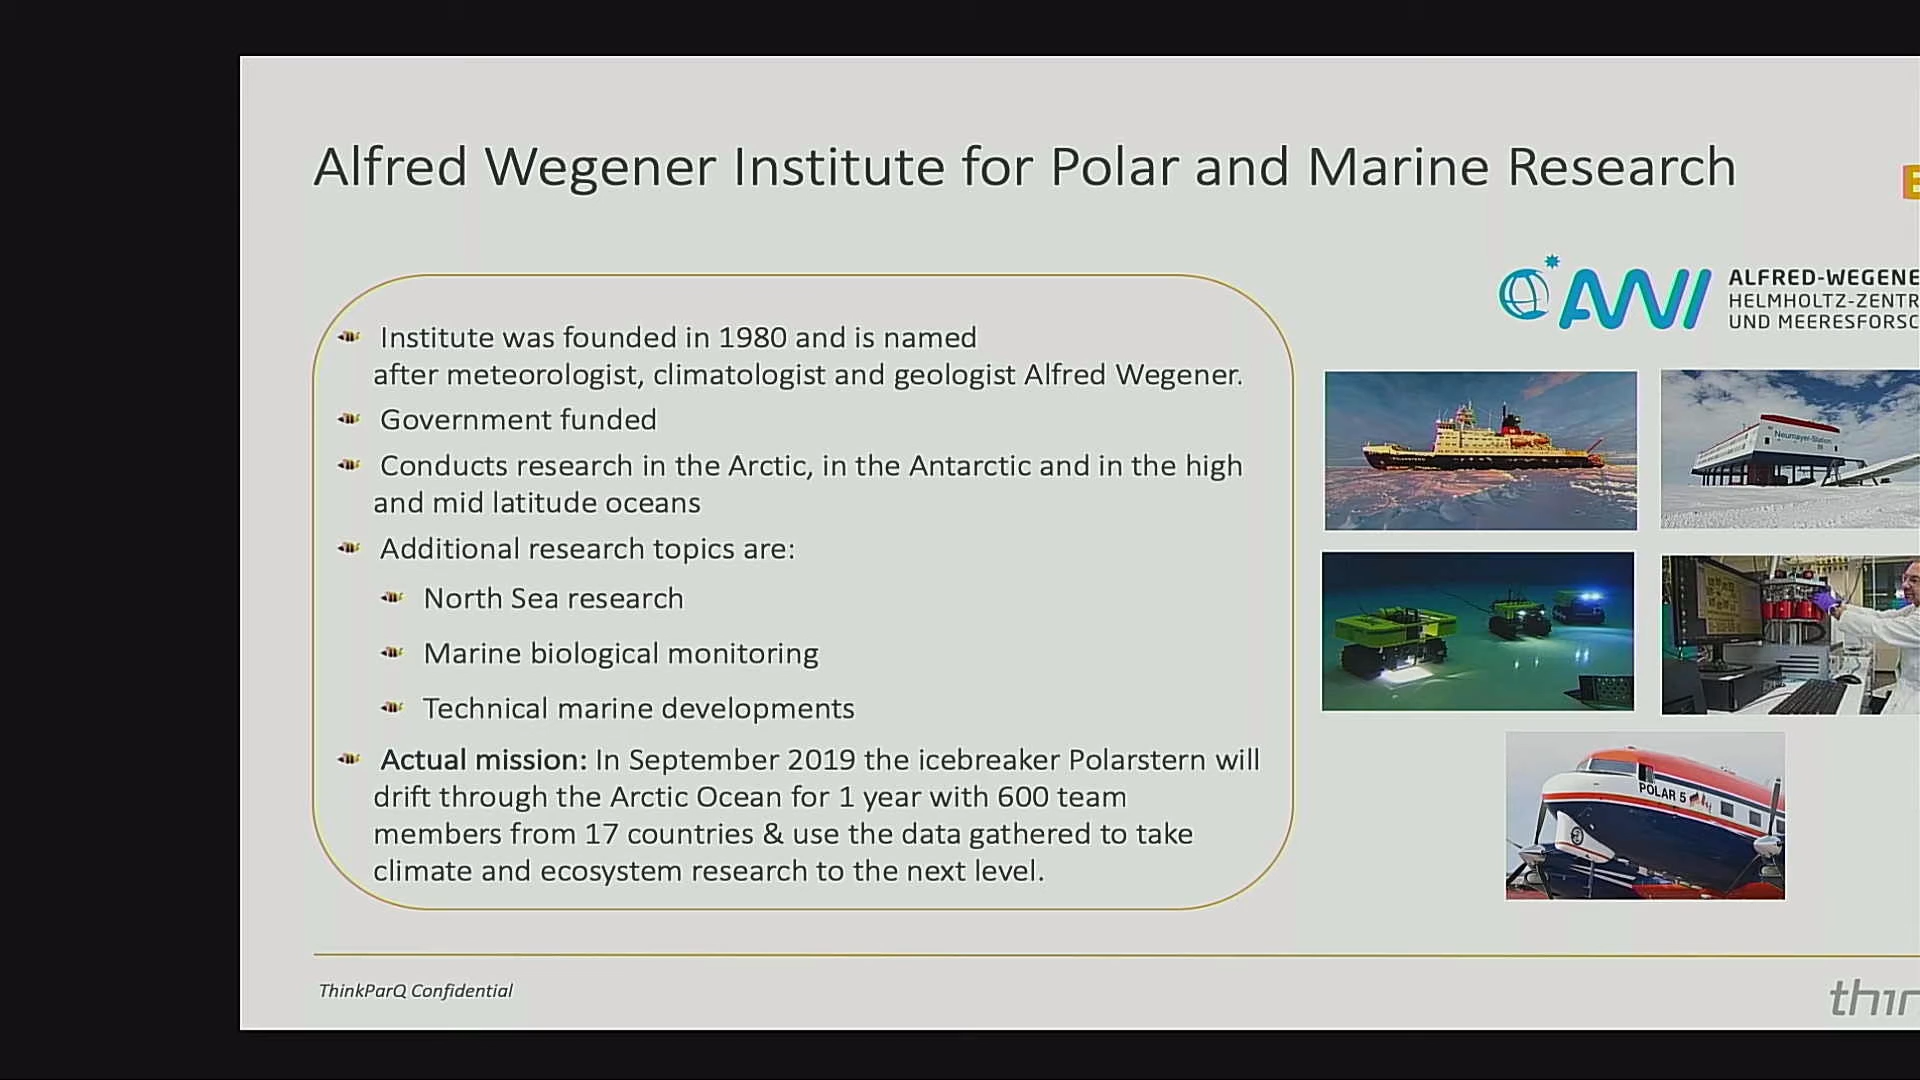 Alfred Wegener Institute for Polar and Marine Research
AWI
ALFRED-WEGENE
HELMHOLTZ-ZENTR
UND MEERESFORSC
Institute was founded in 1980 and is named
after meteorologist, climatologist and geologist Alfred Wegener.
Government funded
Conducts research in the Arctic, in the Antarctic and in the high
and mid latitude oceans
Additional research topics are:
North Sea research
Marine biological monitoring
Technical marine developments
Actual mission: In September 2019 the icebreaker Polarstern will
drift through the Arctic Ocean for 1 year with 600 team
members from 17 countries & use the data gathered to take
climate and ecosystem research to the next level.
Neumayer-Station
POLAR 5
ThinkParQ Confidential
thin